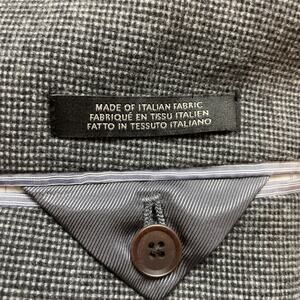 MADE OF ITALIAN FABRIC
FABRIQUÉ EN TISSU ITALIEN
FATTO IN TESSUTO ITALIANO